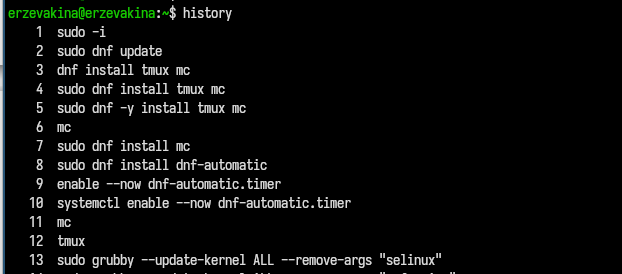 erzevakina@erzevakina:~$ history
1 sudo -i
2 sudo dnf update
3 dnf install tmux mc
4 sudo dnf install tmux mc
5 sudo dnf -y install tmux mc
6 mc
7 sudo dnf install mc
8 sudo dnf install dnf-automatic
9 enable --now dnf-automatic.timer
10 systemctl enable --now dnf-automatic.timer
11 mc
12 tmux
13 sudo grubby --update-kernel ALL --remove-args "selinux"